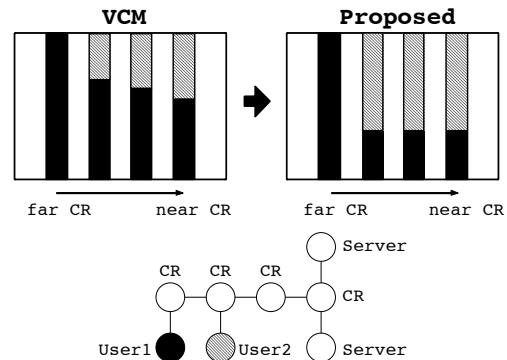 VCM Proposed
far CR near CR far CR near CR
Server
CR CR CR
CR
User1 User2 Server